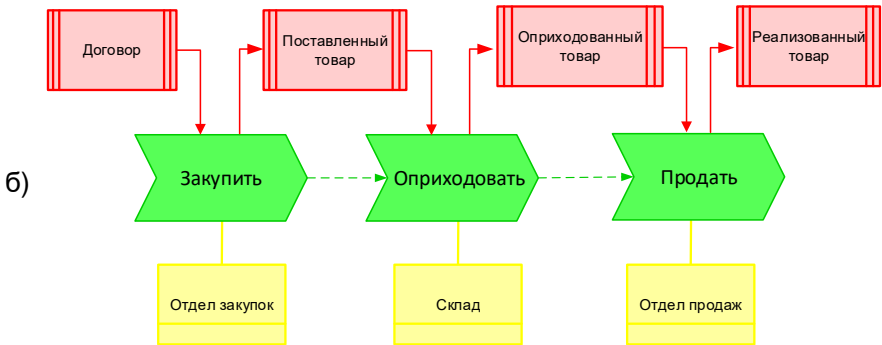 Договор
Поставленный
товар
Оприходованный
товар
Реализованный
товар
б)
Закупить
Оприходовать
Продать
Отдел закупок
Склад
Отдел продаж